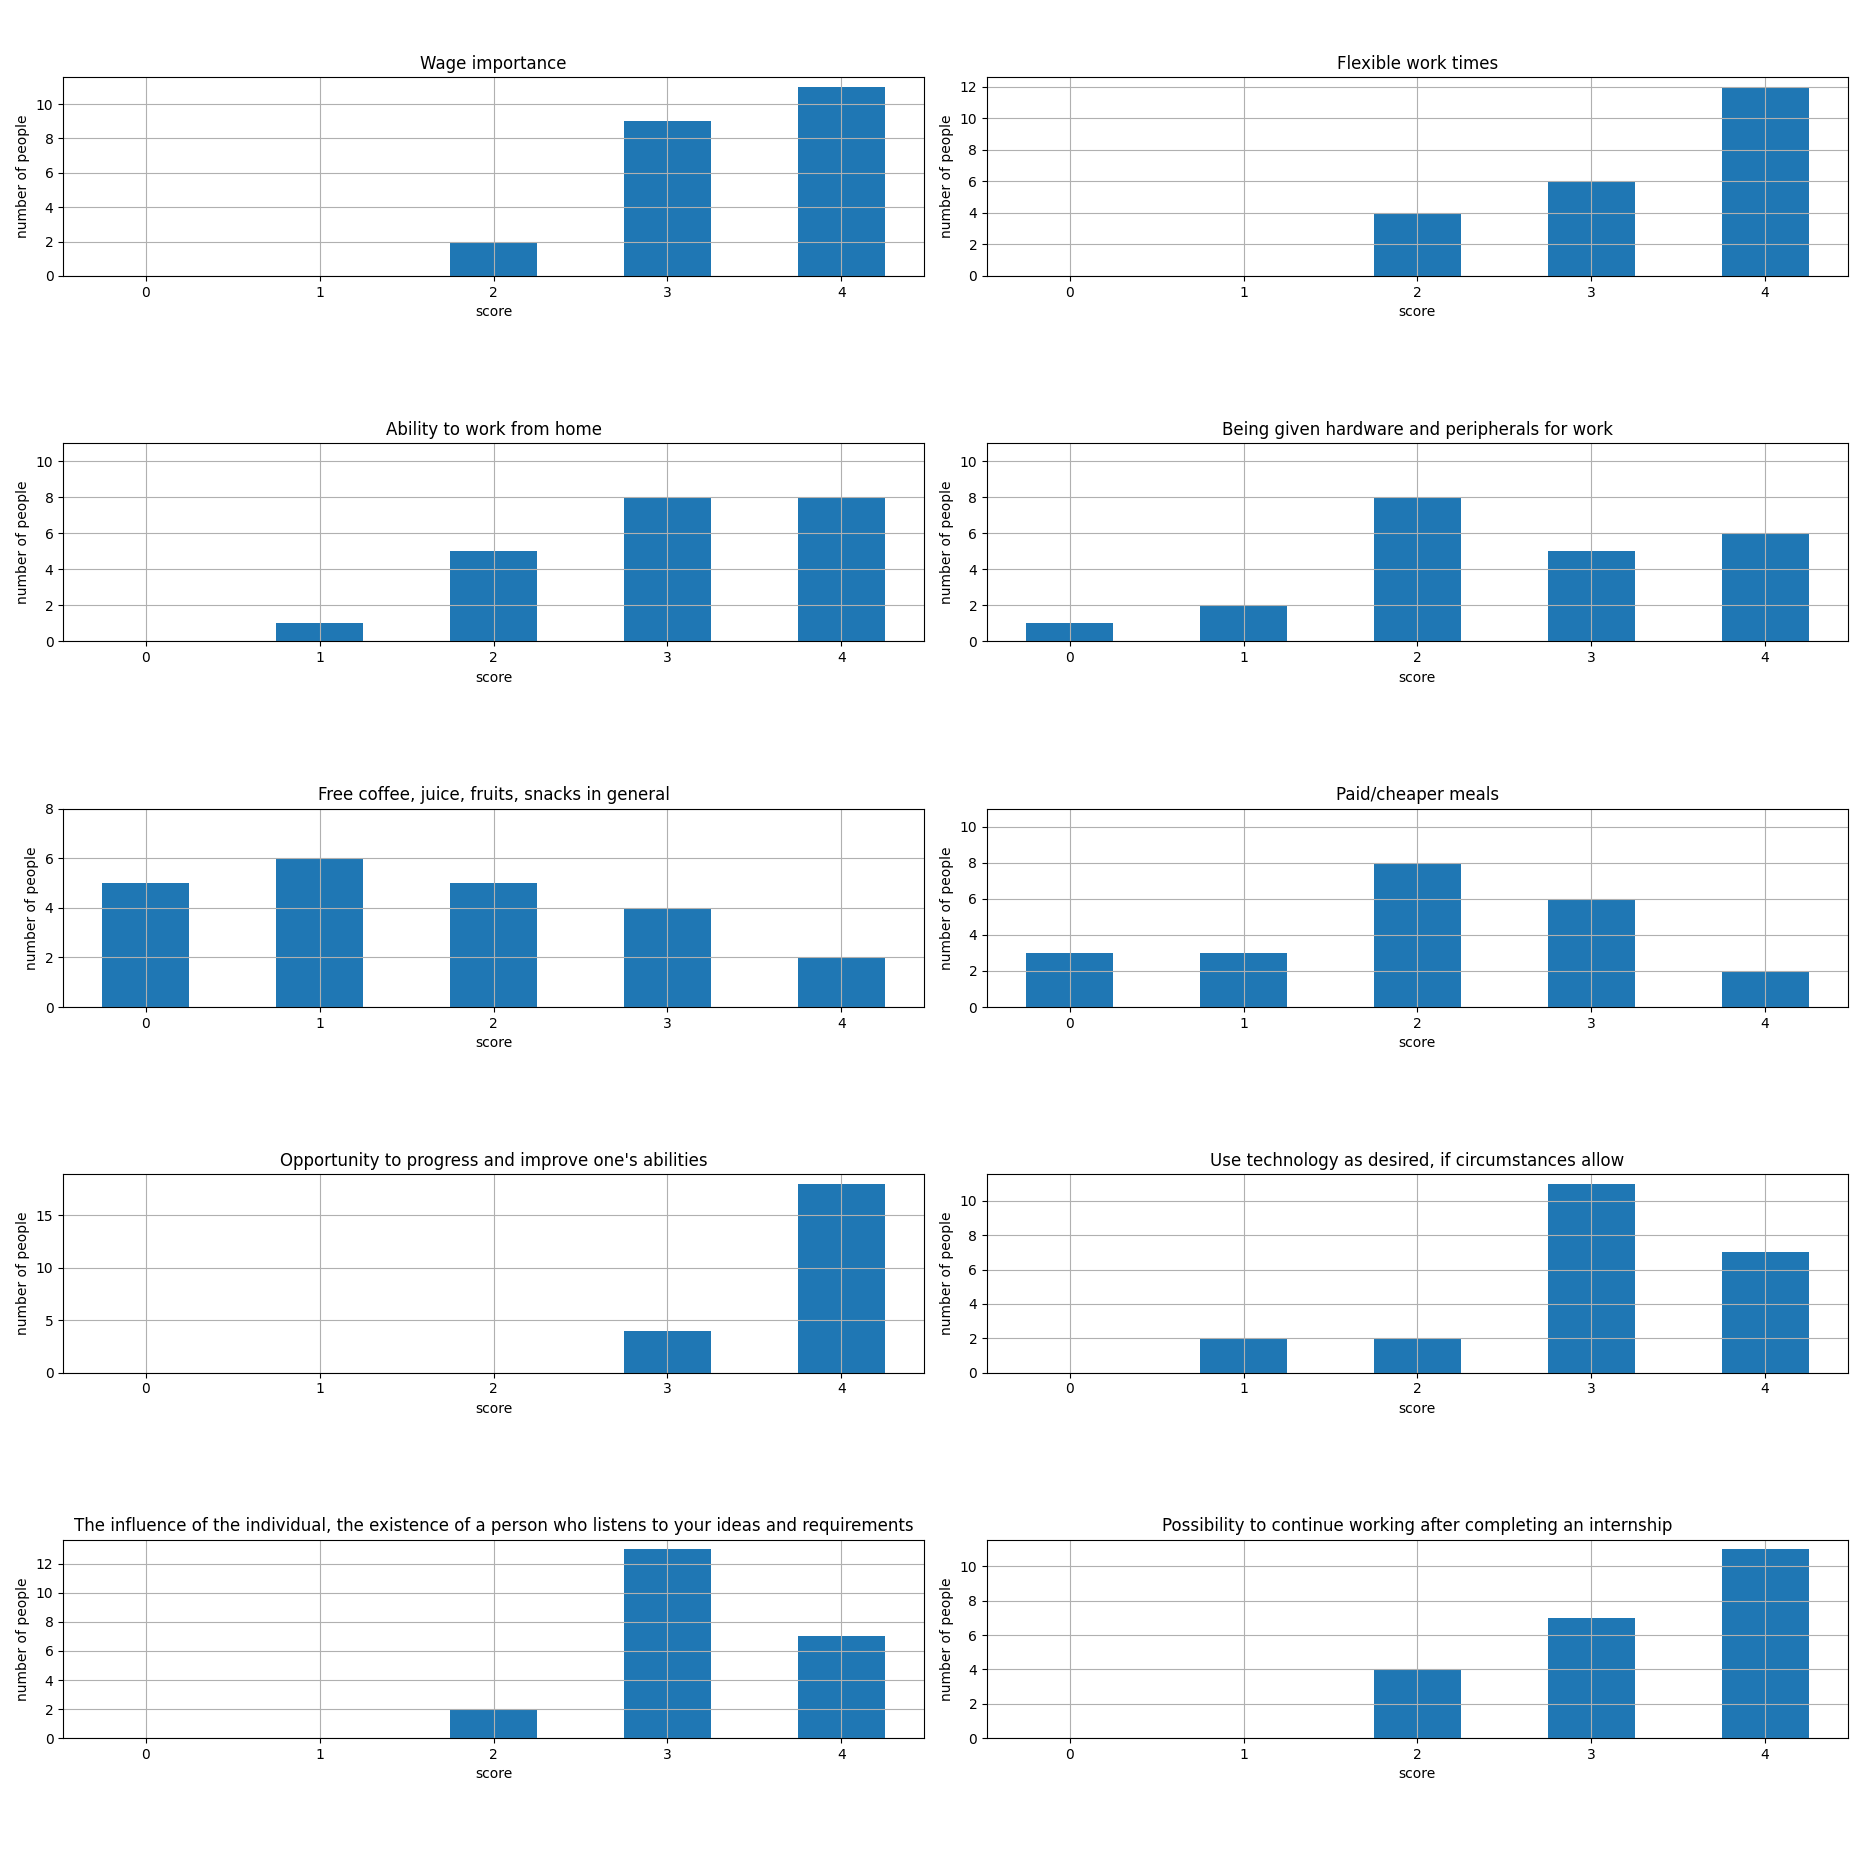 Wage importance
number of people
10
8
6
4
2
0
0 1 2 3 4
score
Flexible work times
number of people
12
10
8
6
4
2
0
0 1 2 3 4
score
Ability to work from home
number of people
10
8
6
4
2
0
0 1 2 3 4
score
Being given hardware and peripherals for work
number of people
10
8
6
4
2
0
0 1 2 3 4
score
Free coffee, juice, fruits, snacks in general
number of people
8
6
4
2
0
0 1 2 3 4
score
Paid/cheaper meals
number of people
10
8
6
4
2
0
0 1 2 3 4
score
Opportunity to progress and improve one's abilities
number of people
15
10
5
0
0 1 2 3 4
score
Use technology as desired, if circumstances allow
number of people
10
8
6
4
2
0
0 1 2 3 4
score
The influence of the individual, the existence of a person who listens to your ideas and requirements
number of people
12
10
8
6
4
2
0
0 1 2 3 4
score
Possibility to continue working after completing an internship
number of people
10
8
6
4
2
0
0 1 2 3 4
score